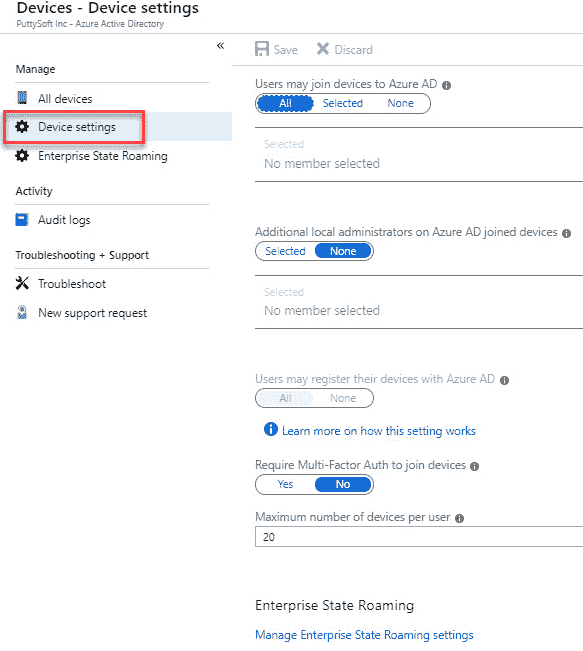 Devices - Device settings
PuttySoft Inc - Azure Active Directory
«
Save
Discard
Manage
All devices
Device settings
Enterprise State Roaming
Activity
Audit logs
Troubleshooting + Support
Troubleshoot
New support request
Users may join devices to Azure AD
All Selected None
Selected
No member selected
Additional local administrators on Azure AD joined devices
Selected None
Selected
No member selected
Users may register their devices with Azure AD
All None
Learn more on how this setting works
Require Multi-Factor Auth to join devices
Yes No
Maximum number of devices per user
20
Enterprise State Roaming
Manage Enterprise State Roaming settings